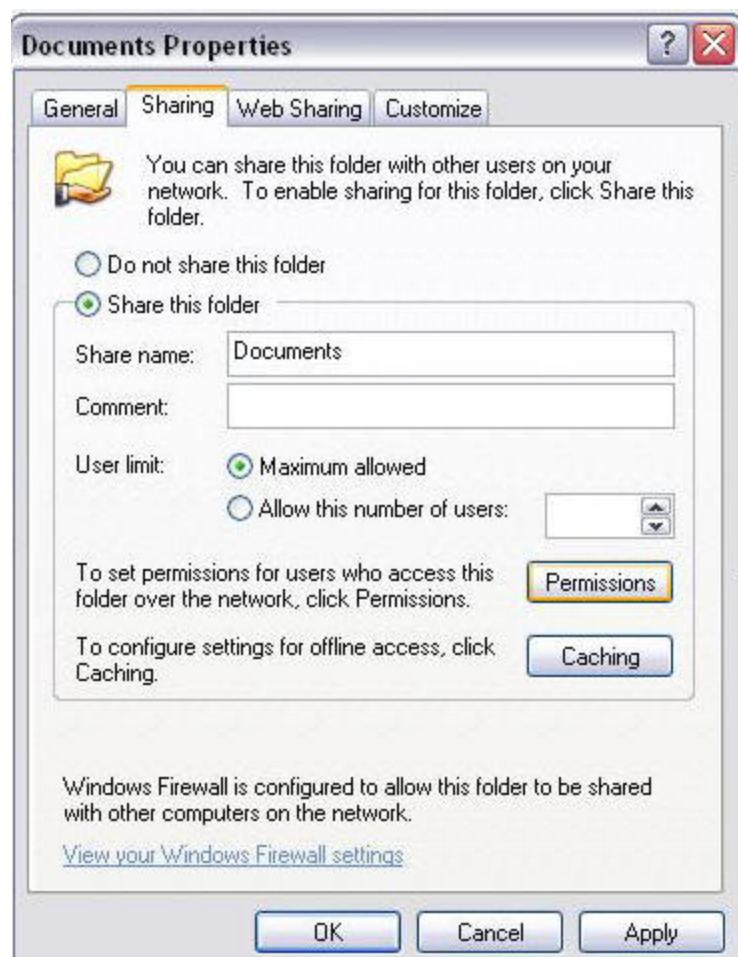 Documents Properties
General Sharing Web Sharing Customize
You can share this folder with other users on your
network. To enable sharing for this folder, click Share this
folder.
Do not share this folder
Share this folder
Share name: Documents
Comment:
User limit: Maximum allowed
Allow this number of users:
To set permissions for users who access this
folder over the network, click Permissions.
Permissions
To configure settings for offline access, click
Caching.
Caching
Windows Firewall is configured to allow this folder to be shared
with other computers on the network.
View your Windows Firewall settings
OK Cancel Apply